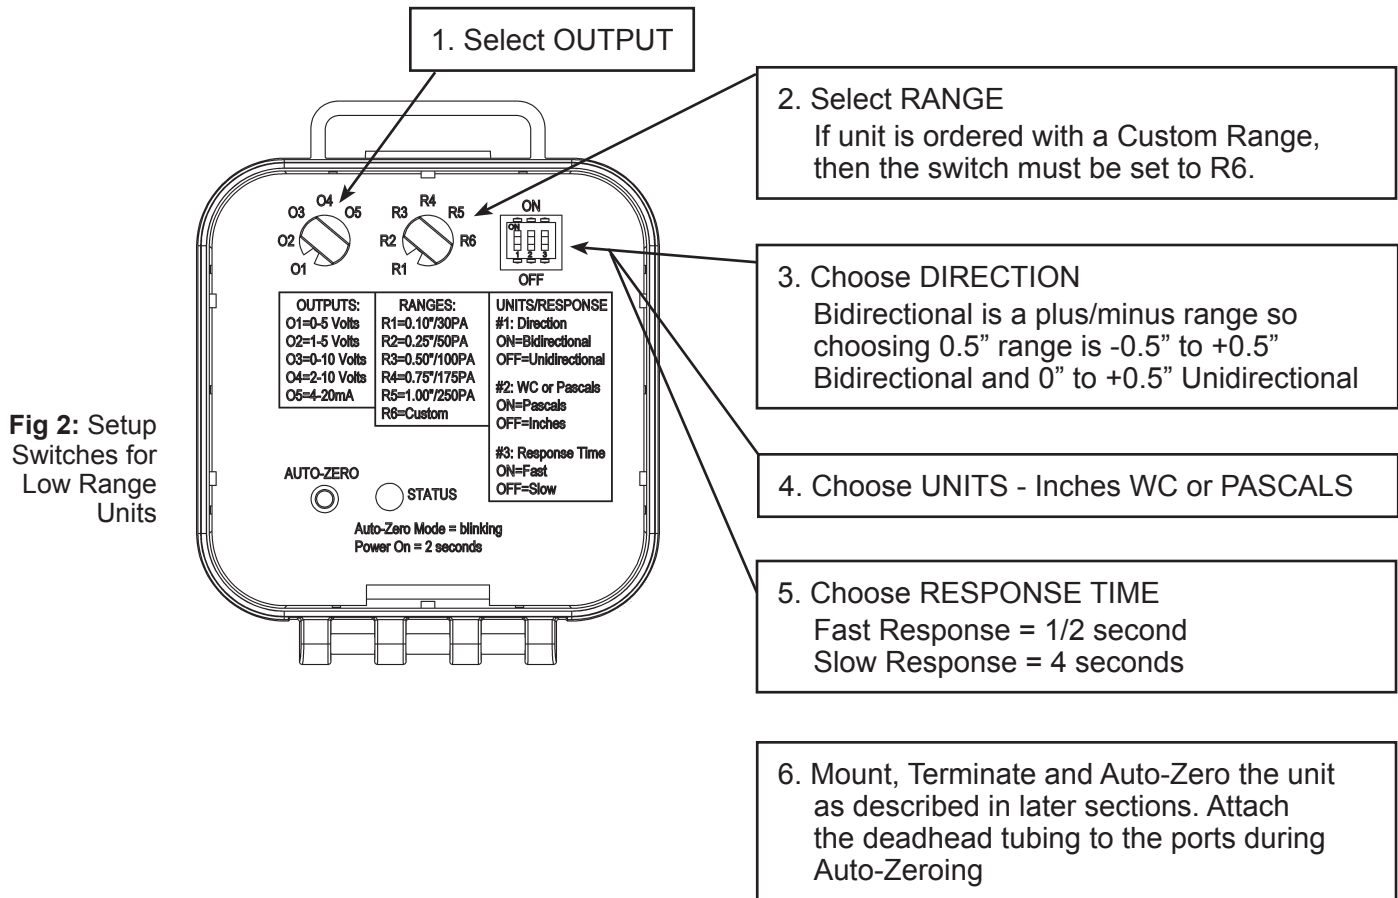 1. Select OUTPUT
2. Select RANGE
If unit is ordered with a Custom Range,
then the switch must be set to R6.
3. Choose DIRECTION
Bidirectional is a plus/minus range so
choosing 0.5” range is -0.5” to +0.5”
Bidirectional and 0” to +0.5” Unidirectional
4. Choose UNITS - Inches WC or PASCALS
5. Choose RESPONSE TIME
Fast Response = 1/2 second
Slow Response = 4 seconds
6. Mount, Terminate and Auto-Zero the unit
as described in later sections. Attach
the deadhead tubing to the ports during
Auto-Zeroing
Fig 2: Setup
Switches for
Low Range
Units
O1
O2
O3
O4
O5
R1
R2
R3
R4
R5
R6
ON
ON
1 2 3
OFF
OUTPUTS:
O1=0-5 Volts
O2=1-5 Volts
O3=0-10 Volts
O4=2-10 Volts
O5=4-20mA
RANGES:
R1=0.10"/30PA
R2=0.25"/50PA
R3=0.50"/100PA
R4=0.75"/175PA
R5=1.00"/250PA
R6=Custom
UNITS/RESPONSE
#1: Direction
ON=Bidirectional
OFF=Unidirectional
#2: WC or Pascals
ON=Pascals
OFF=Inches
#3: Response Time
ON=Fast
OFF=Slow
AUTO-ZERO
STATUS
Auto-Zero Mode = blinking
Power On = 2 seconds